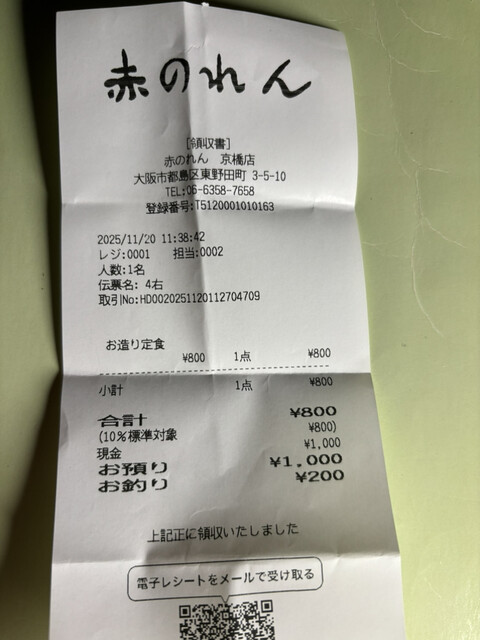 赤のれん
[領収書]
赤のれん 京橋店
大阪市都島区東野田町 3-5-10
TEL:06-6358-7658
登録番号:T5120001010163
2025/11/20 11:38:42
レジ:0001 担当:0002
人数:1名
伝票名: 4右
取引No:HD0020251120112704709
お造り定食
¥800 1点 ¥800
小計 1点 ¥800
合計 ¥800
(10%標準対象 ¥800)
現金 ¥1,000
お預り ¥1,000
お釣り ¥200
上記正に領収いたしました
電子レシートをメールで受け取る